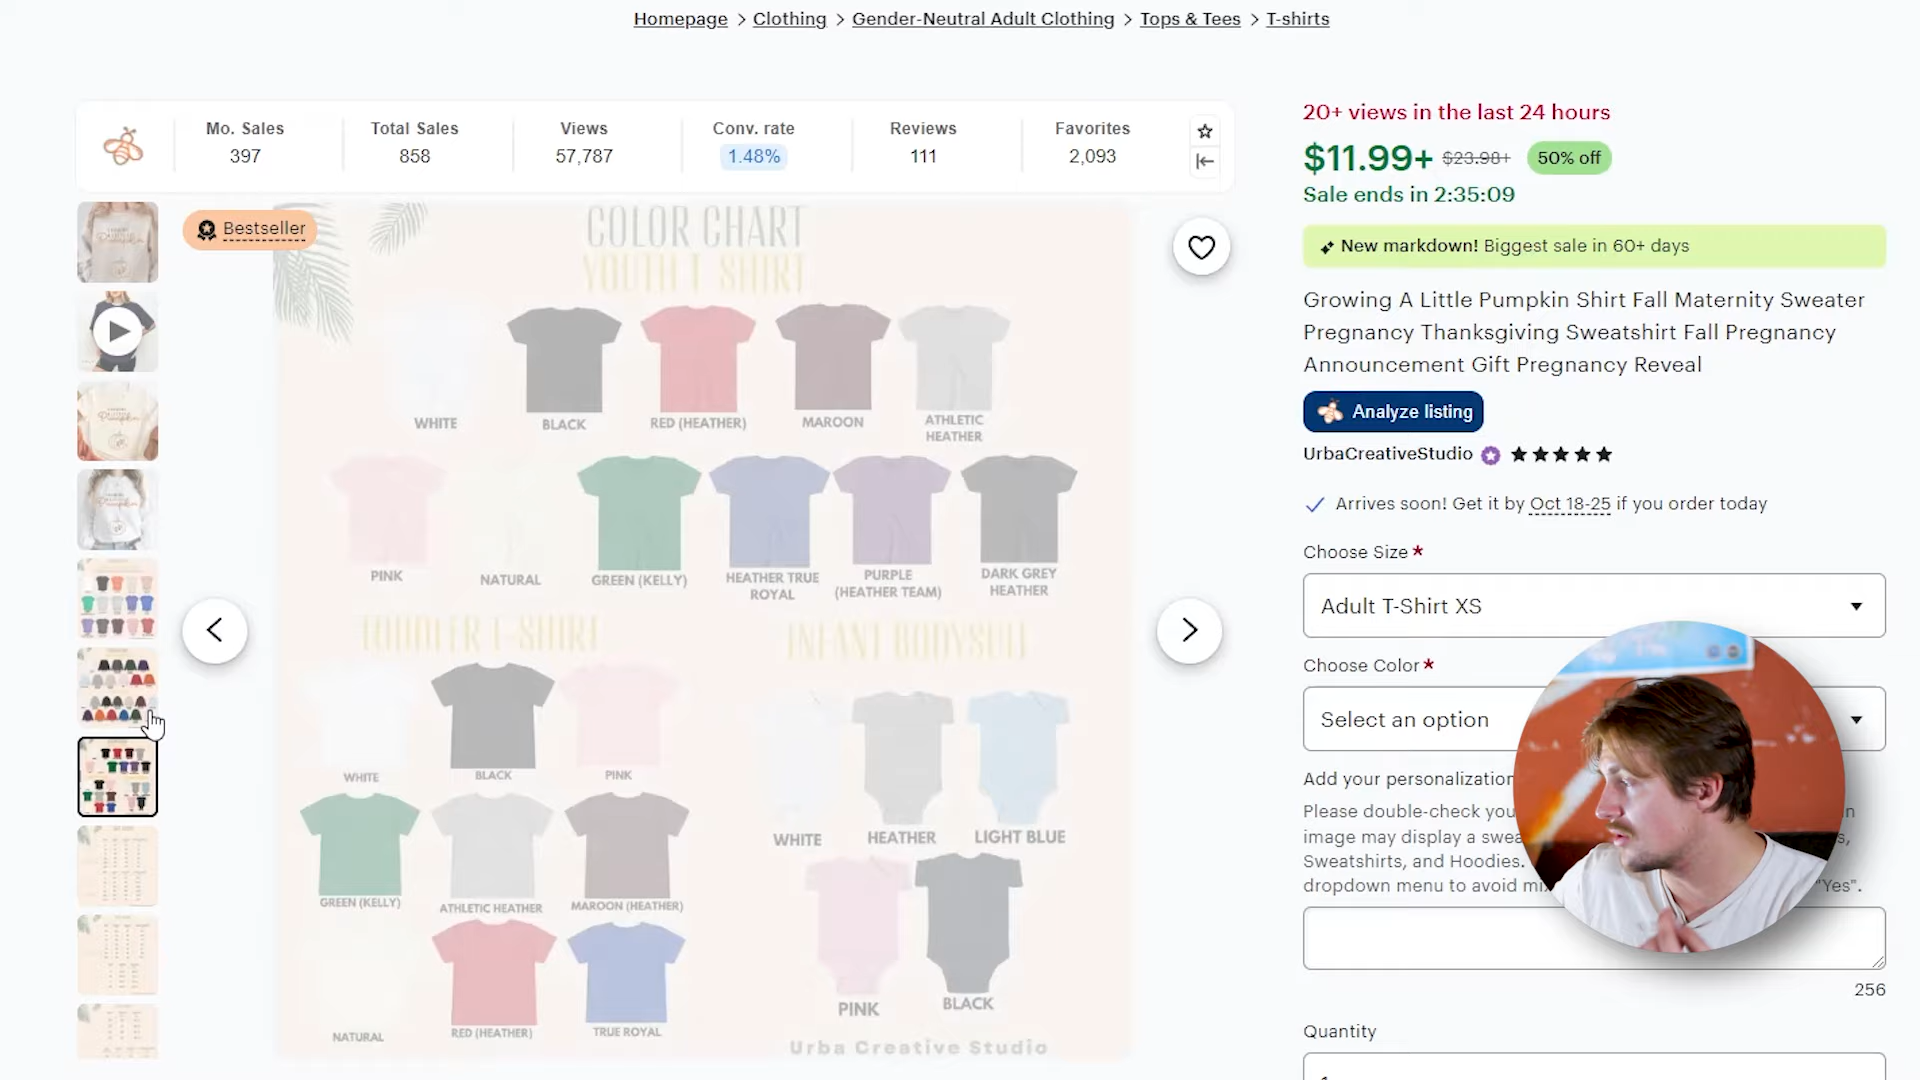 Homepage > Clothing > Gender-Neutral Adult Clothing > Tops & Tees > T-shirts
Mo. Sales
397
Total Sales
858
Views
57,787
Conv. rate
1.48%
Reviews
111
Favorites
2,093
Bestseller
COLOR CHART
YOUTH T-SHIRT
WHITE
BLACK
RED (HEATHER)
MAROON
ATHLETIC
HEATHER
PINK
NATURAL
GREEN (KELLY)
HEATHER TRUE
ROYAL
PURPLE
(HEATHER TEAM)
DARK GREY
HEATHER
TODDLER T-SHIRT
WHITE
BLACK
PINK
GREEN (KELLY)
ATHLETIC HEATHER
MAROON (HEATHER)
NATURAL
RED (HEATHER)
TRUE ROYAL
INFANT BODYSUIT
WHITE
HEATHER
LIGHT BLUE
PINK
BLACK
Urba Creative Studio
20+ views in the last 24 hours
$11.99+ $23.98+ 50% off
Sale ends in 2:35:09
New markdown! Biggest sale in 60+ days
Growing A Little Pumpkin Shirt Fall Maternity Sweater
Pregnancy Thanksgiving Sweatshirt Fall Pregnancy
Announcement Gift Pregnancy Reveal
Analyze listing
UrbaCreativeStudio
Arrives soon! Get it by Oct 18-25 if you order today
Choose Size *
Adult T-Shirt XS
Choose Color *
Select an option
Add your personalization
Please double-check you
image may display a swea
Sweatshirts, and Hoodies.
dropdown menu to avoid "Yes".
256
Quantity